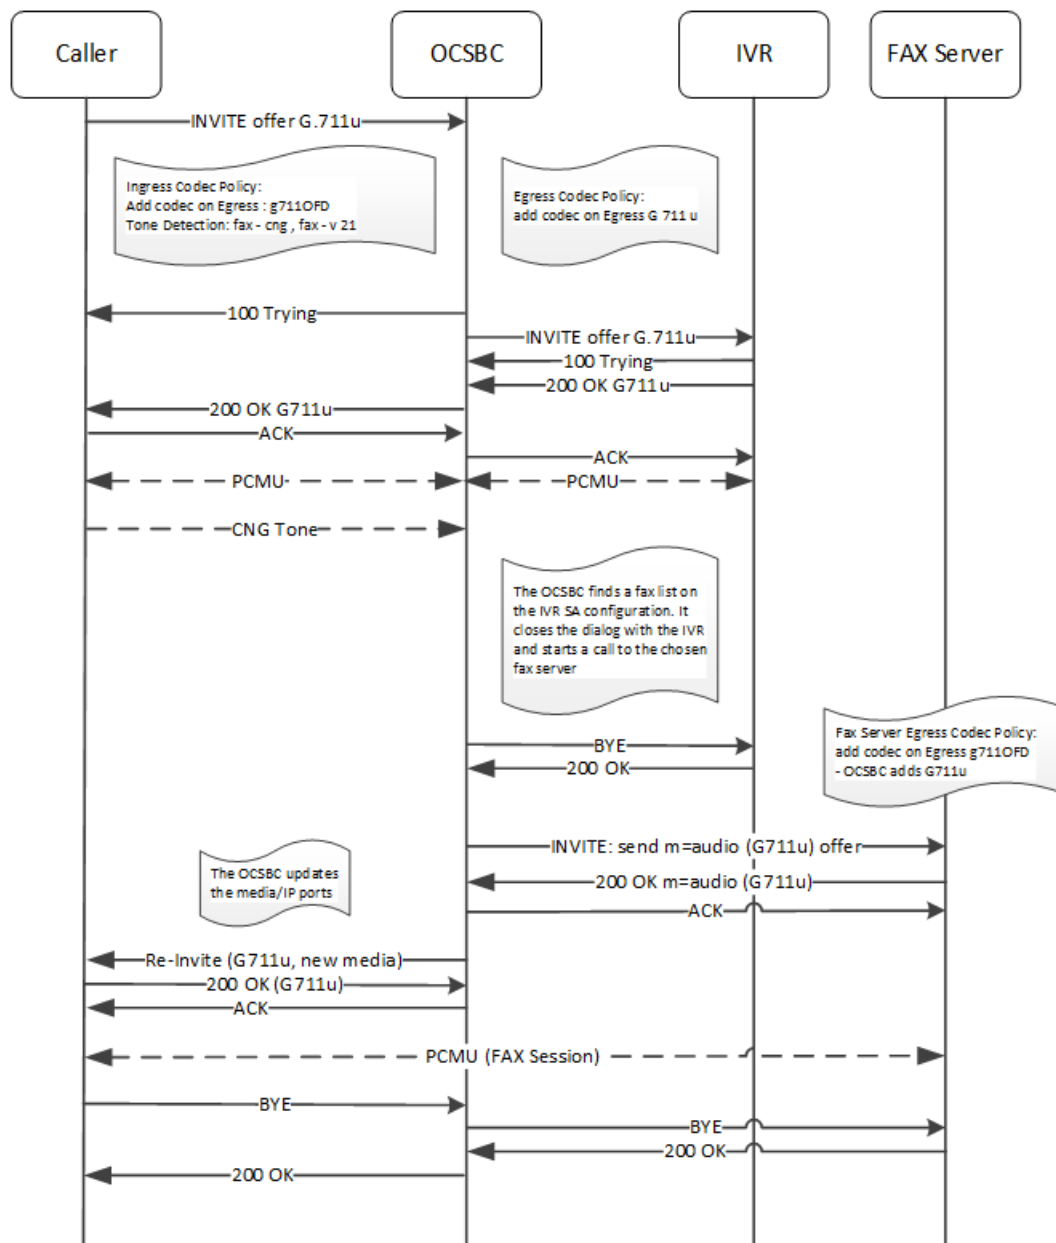 Caller
OCSBC
IVR
FAX Server
INVITE offer G.711u
Ingress Codec Policy:
Add codec on Egress : g711OFD
Tone Detection: fax - cng , fax - v 21
Egress Codec Policy:
add codec on Egress G 711 u
100 Trying
INVITE offer G.711u
100 Trying
200 OK G711u
200 OK G711u
ACK
ACK
PCMU
PCMU
CNG Tone
The OCSBC finds a fax list on
the IVR SA configuration. It
closes the dialog with the IVR
and starts a call to the chosen
fax server
Fax Server Egress Codec Policy:
add codec on Egress g711OFD
- OCSBC adds G711u
BYE
200 OK
INVITE: send m=audio (G711u) offer
The OCSBC updates
the media/IP ports
200 OK m=audio (G711u)
ACK
Re-Invite (G711u, new media)
200 OK (G711u)
ACK
PCMU (FAX Session)
BYE
BYE
200 OK
200 OK